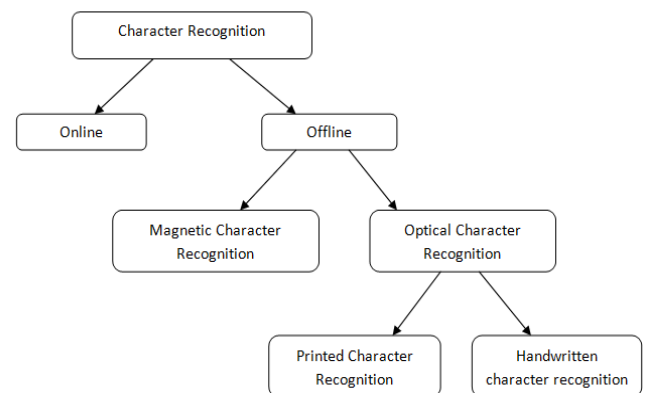 Character Recognition
Online
Offline
Magnetic Character
Recognition
Optical Character
Recognition
Printed Character
Recognition
Handwritten
character recognition